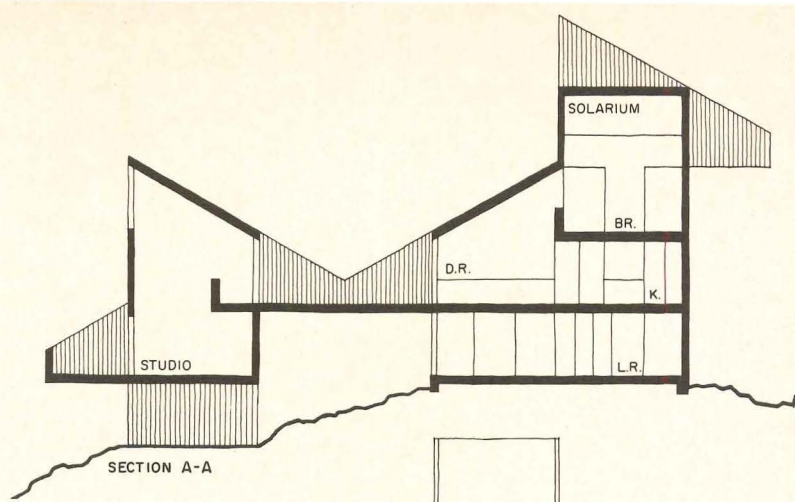 SOLARIUM
BR.
D.R.
K.
STUDIO
L.R.
SECTION A-A